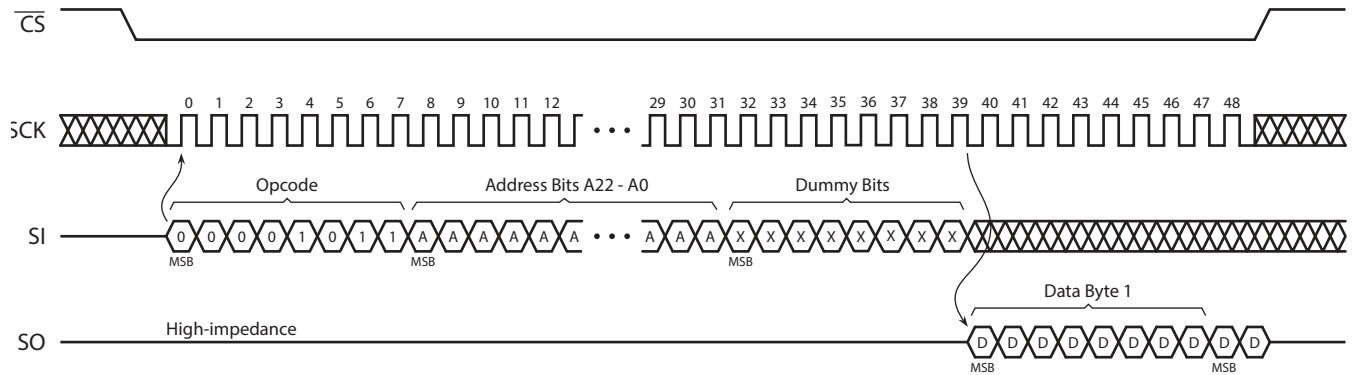 CS
0 1 2 3 4 5 6 7 8 9 10 11 12 29 30 31 32 33 34 35 36 37 38 39 40 41 42 43 44 45 46 47 48
SCK
• • •
Opcode Address Bits A22 - A0 Dummy Bits
SI 0 0 0 0 1 0 1 1 A A A A A A • • • A A A X X X X X X X X
MSB MSB MSB
Data Byte 1
High-impedance
SO D D D D D D D D D D
MSB MSB